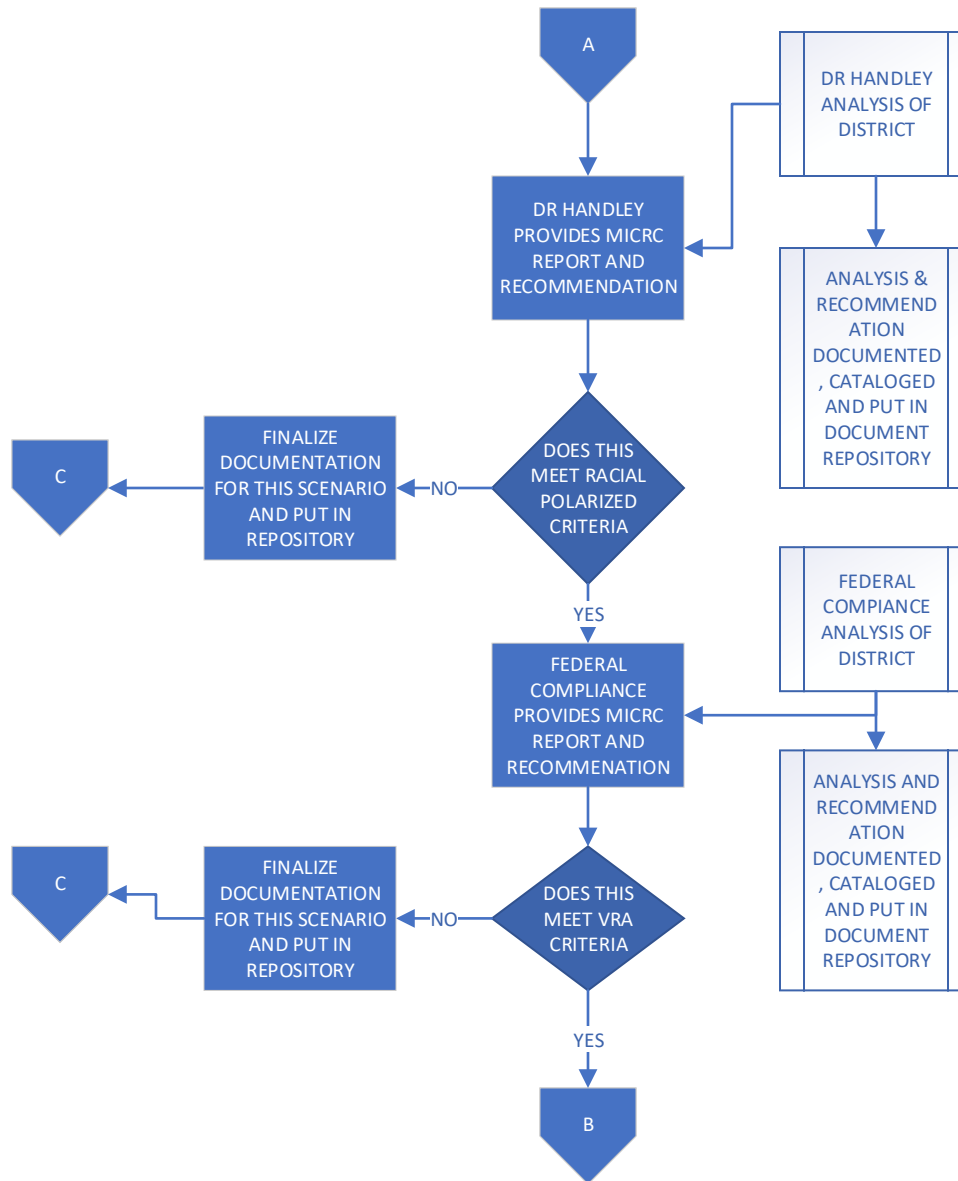 A
DR HANDLEY
ANALYSIS OF
DISTRICT
DR HANDLEY
PROVIDES MICRC
REPORT AND
RECOMMENDATION
ANALYSIS &
RECOMMEND
ATION
DOCUMENTED
, CATALOGED
AND PUT IN
DOCUMENT
REPOSITORY
DOES THIS
MEET RACIAL
POLARIZED
CRITERIA
NO
FINALIZE
DOCUMENTATION
FOR THIS SCENARIO
AND PUT IN
REPOSITORY
C
YES
FEDERAL
COMPIANCE
ANALYSIS OF
DISTRICT
FEDERAL
COMPLIANCE
PROVIDES MICRC
REPORT AND
RECOMMENATION
ANALYSIS AND
RECOMMEND
ATION
DOCUMENTED
, CATALOGED
AND PUT IN
DOCUMENT
REPOSITORY
DOES THIS
MEET VRA
CRITERIA
NO
FINALIZE
DOCUMENTATION
FOR THIS SCENARIO
AND PUT IN
REPOSITORY
C
YES
B